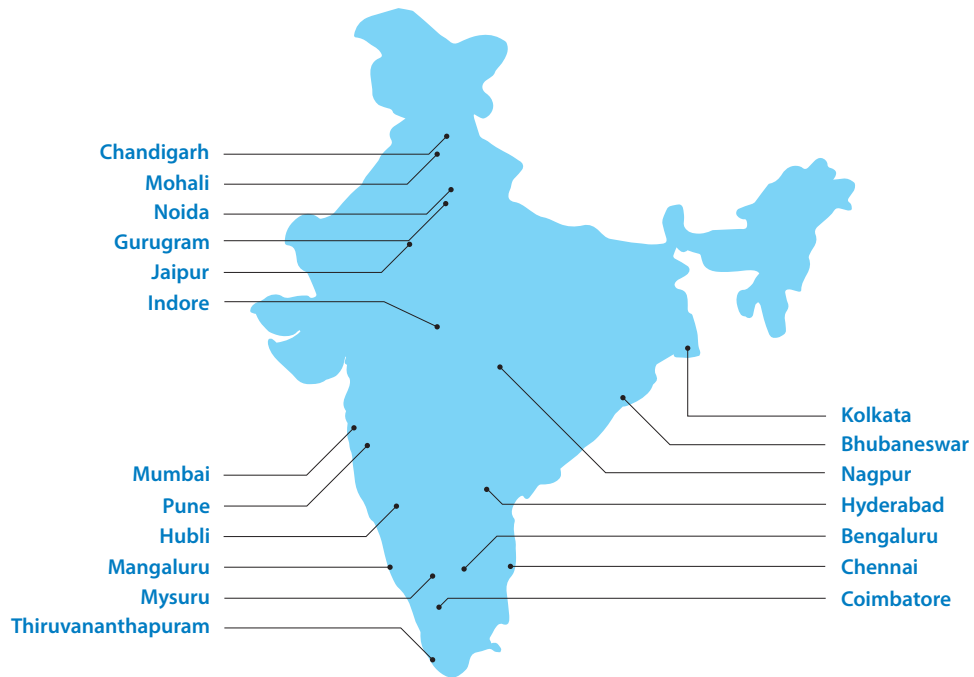 Chandigarh
Mohali
Noida
Gurugram
Jaipur
Indore
Mumbai
Pune
Hubli
Mangaluru
Mysuru
Thiruvananthapuram
Kolkata
Bhubaneswar
Nagpur
Hyderabad
Bengaluru
Chennai
Coimbatore